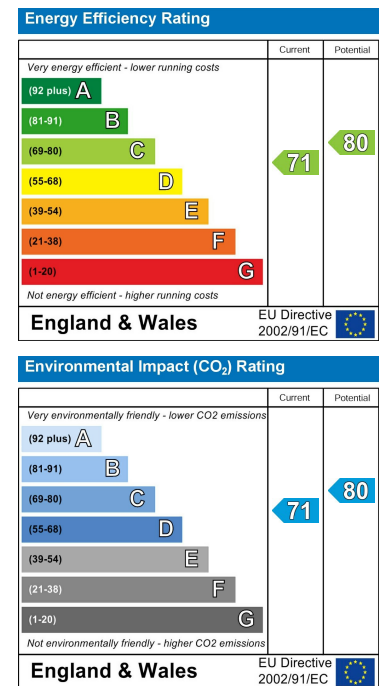 Energy Efficiency Rating
Current Potential
Very energy efficient - lower running costs
(92 plus) A
(81-91) B
(69-80) C
(55-68) D
(39-54) E
(21-38) F
(1-20) G
71
80
Not energy efficient - higher running costs
England & Wales
EU Directive
2002/91/EC
Environmental Impact (CO₂) Rating
Current Potential
Very environmentally friendly - lower CO2 emissions
(92 plus) A
(81-91) B
(69-80) C
(55-68) D
(39-54) E
(21-38) F
(1-20) G
71
80
Not environmentally friendly - higher CO2 emissions
England & Wales
EU Directive
2002/91/EC